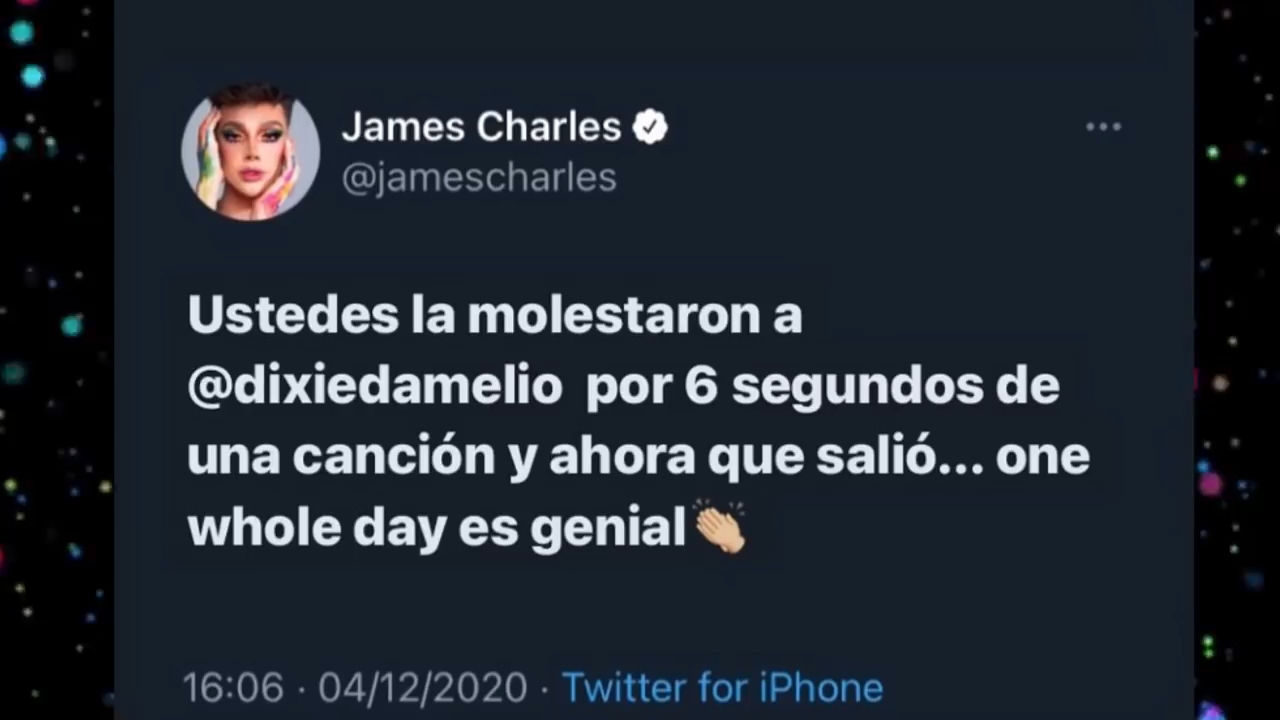 James Charles
@jamescharles
Ustedes la molestaron a
@dixiedamelio por 6 segundos de
una canción y ahora que salió... one
whole day es genial👏🏼
16:06 · 04/12/2020 · Twitter for iPhone